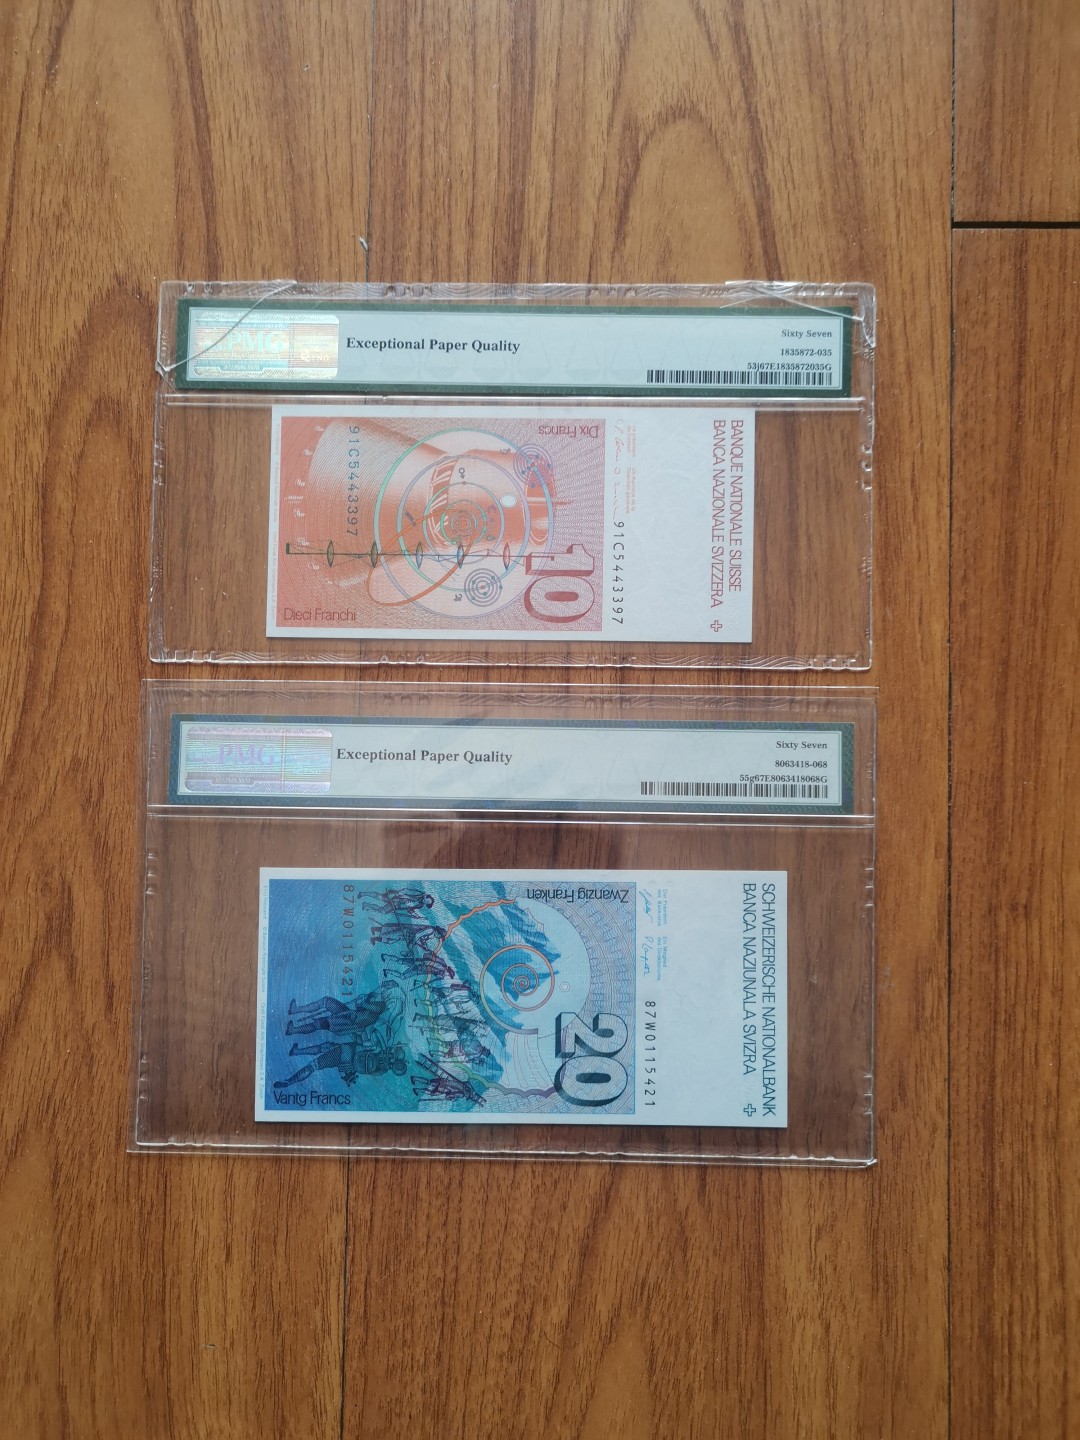 PMG
Exceptional Paper Quality
Sixty Seven
1835872-035
53j67E1835872035G
BANQUE NATIONALE SUISSE
BANCA NAZIONALE SVIZZERA
91C5443397
Dix Francs
10
91C5443397
Dieci Franchi
PMG
Exceptional Paper Quality
Sixty Seven
8063418-068
55g67E8063418068G
SCHWEIZERISCHE NATIONALBANK
BANCA NAZIUNALA SVIZRA
87W0115421
Zwanzig Franken
20
87W0115421
Vantg Francs